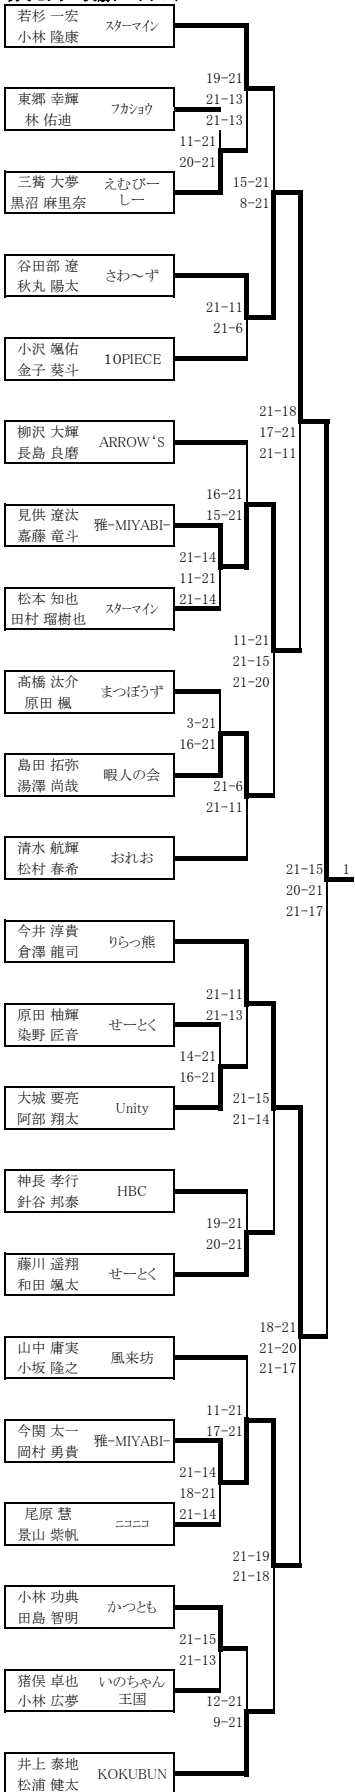 若杉 一宏
小林 隆康
スターマイン
19-21
21-13
21-13
東郷 幸輝
林 佑迪
フカショウ
11-21
20-21
三觜 大夢
黒沼 麻里奈
えむびー
しー
15-21
8-21
谷田部 遼
秋丸 陽太
さわ～ず
21-11
21-6
小沢 颯佑
金子 葵斗
10PIECE
21-18
17-21
21-11
柳沢 大輝
長島 良磨
ARROW‘S
16-21
15-21
見供 遼汰
嘉藤 竜斗
雅-MIYABI-
21-14
11-21
21-14
松本 知也
田村 瑠樹也
スターマイン
11-21
21-15
21-20
髙橋 汰介
原田 楓
まつぼうず
3-21
16-21
島田 拓弥
湯澤 尚哉
暇人の会
21-6
21-11
清水 航輝
松村 春希
おれお
21-15
20-21
21-17
1
今井 淳貴
倉澤 龍司
りらっ熊
21-11
21-13
原田 柚輝
染野 匠音
せーとく
14-21
16-21
大城 要亮
阿部 翔太
Unity
21-15
21-14
神長 孝行
針谷 邦泰
HBC
19-21
20-21
藤川 遥翔
和田 颯太
せーとく
18-21
21-20
21-17
山中 庸実
小坂 隆之
風来坊
11-21
17-21
今関 太一
岡村 勇貴
雅-MIYABI-
21-14
18-21
21-14
尾原 慧
景山 紫帆
ニコニコ
21-19
21-18
小林 功典
田島 智明
かつとも
21-15
21-13
猪俣 卓也
小林 広夢
いのちゃん
王国
12-21
9-21
井上 泰地
松浦 健太
KOKUBUN